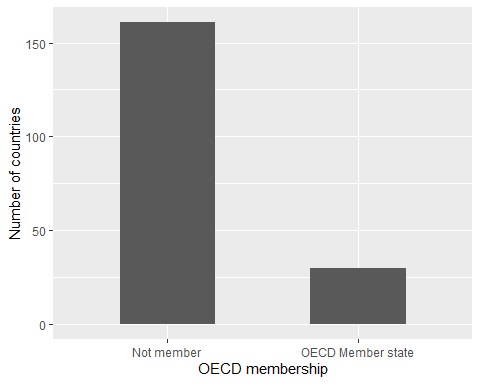 Number of countries
150
100
50
0
Not member
OECD Member state
OECD membership